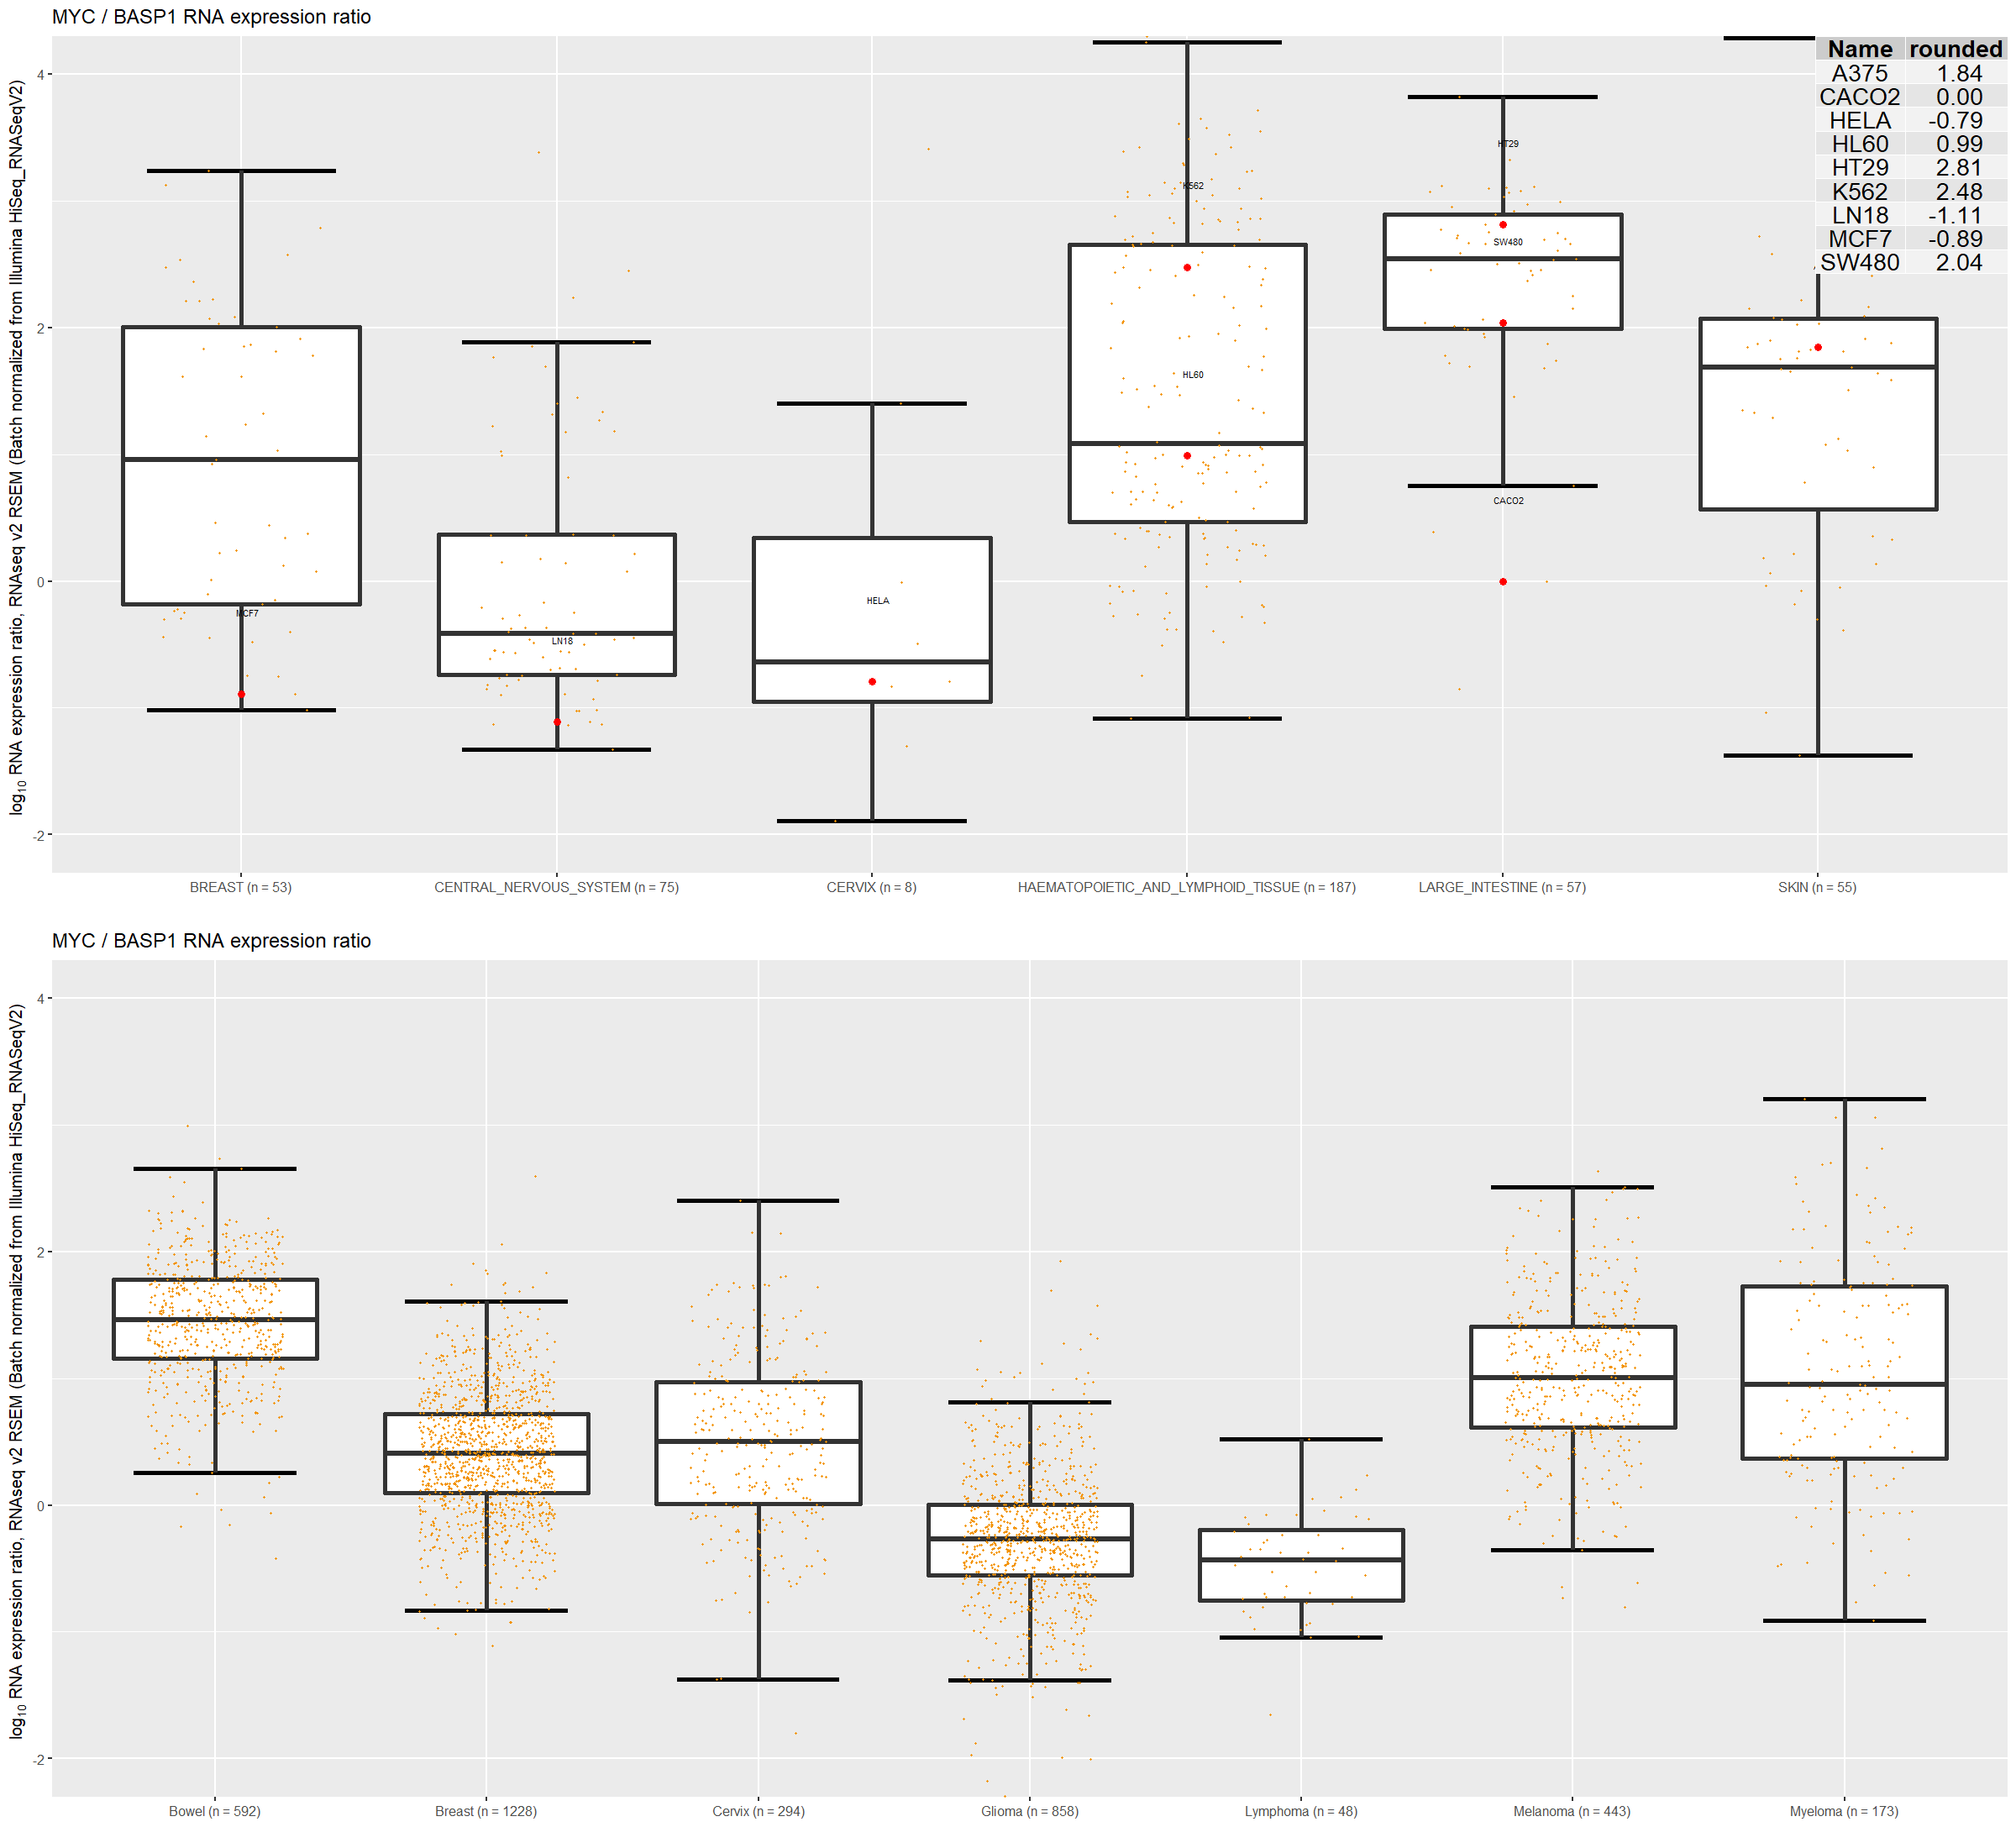 MYC / BASP1 RNA expression ratio
log10 RNA expression ratio, RNAseq v2 RSEM (Batch normalized from Illumina HiSeq_RNASeqV2)
4
2
0
-2
Name rounded
A375 1.84
CACO2 0.00
HELA -0.79
HL60 0.99
HT29 2.81
K562 2.48
LN18 -1.11
MCF7 -0.89
SW480 2.04
HT29
K562
SW480
HL60
CACO2
HELA
MCF7
LN18
BREAST (n = 53)
CENTRAL_NERVOUS_SYSTEM (n = 75)
CERVIX (n = 8)
HAEMATOPOIETIC_AND_LYMPHOID_TISSUE (n = 187)
LARGE_INTESTINE (n = 57)
SKIN (n = 55)
MYC / BASP1 RNA expression ratio
log10 RNA expression ratio, RNAseq v2 RSEM (Batch normalized from Illumina HiSeq_RNASeqV2)
4
2
0
-2
Bowel (n = 592)
Breast (n = 1228)
Cervix (n = 294)
Glioma (n = 858)
Lymphoma (n = 48)
Melanoma (n = 443)
Myeloma (n = 173)